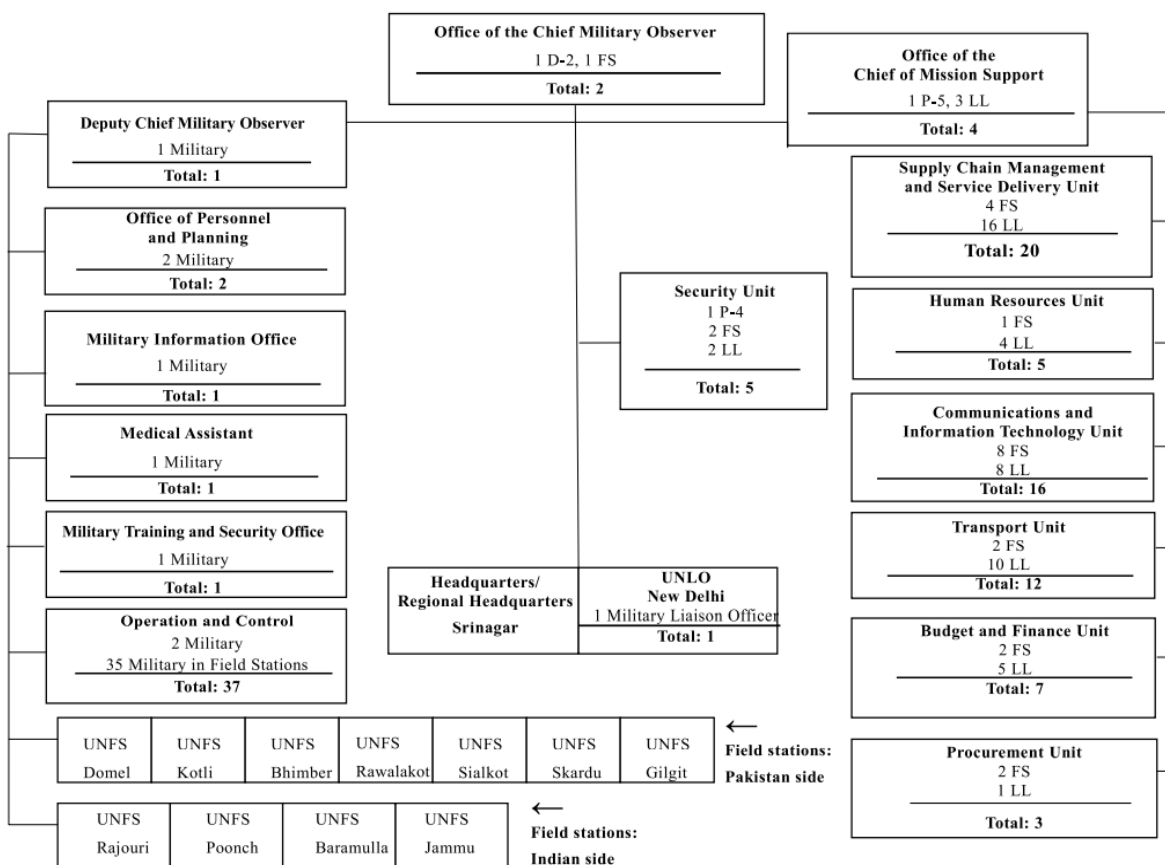 Office of the Chief Military Observer
1 D-2, 1 FS
Total: 2
Office of the
Chief of Mission Support
1 P-5, 3 LL
Total: 4
Deputy Chief Military Observer
1 Military
Total: 1
Office of Personnel
and Planning
2 Military
Total: 2
Military Information Office
1 Military
Total: 1
Medical Assistant
1 Military
Total: 1
Military Training and Security Office
1 Military
Total: 1
Operation and Control
2 Military
35 Military in Field Stations
Total: 37
Security Unit
1 P-4
2 FS
2 LL
Total: 5
Headquarters/
Regional Headquarters
Srinagar
UNLO
New Delhi
1 Military Liaison Officer
Total: 1
Supply Chain Management
and Service Delivery Unit
4 FS
16 LL
Total: 20
Human Resources Unit
1 FS
4 LL
Total: 5
Communications and
Information Technology Unit
8 FS
8 LL
Total: 16
Transport Unit
2 FS
10 LL
Total: 12
Budget and Finance Unit
2 FS
5 LL
Total: 7
Procurement Unit
2 FS
1 LL
Total: 3
UNFS
Domel
UNFS
Kotli
UNFS
Bhimber
UNFS
Rawalakot
UNFS
Sialkot
UNFS
Skardu
UNFS
Gilgit
←
Field stations:
Pakistan side
UNFS
Rajouri
UNFS
Poonch
UNFS
Baramulla
UNFS
Jammu
←
Field stations:
Indian side